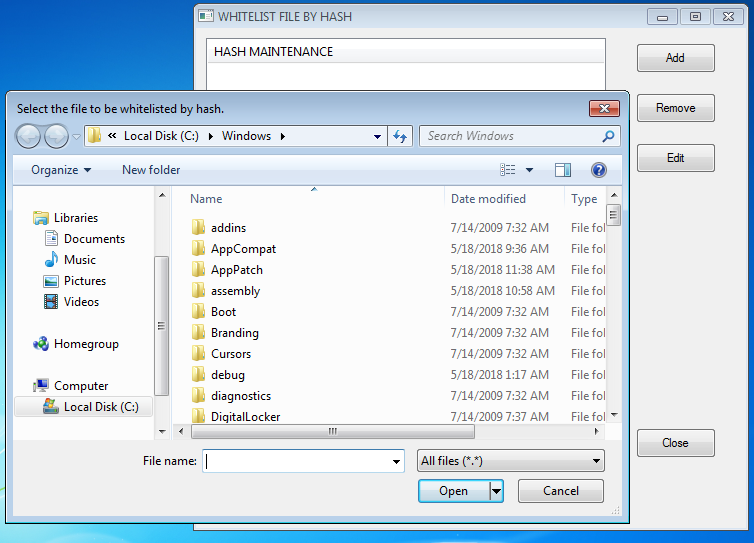 WHITELIST FILE BY HASH
HASH MAINTENANCE
Add
Remove
Edit
Close
Select the file to be whitelisted by hash.
« Local Disk (C:) Windows
Search Windows
Organize New folder
Libraries
Documents
Music
Pictures
Videos
Homegroup
Computer
Local Disk (C:)
Name Date modified Type
addins 7/14/2009 7:32 AM File fol
AppCompat 5/18/2018 9:36 AM File fol
AppPatch 5/18/2018 11:38 AM File fol
assembly 5/18/2018 10:58 AM File fol
Boot 7/14/2009 7:32 AM File fol
Branding 7/14/2009 7:32 AM File fol
Cursors 7/14/2009 7:32 AM File fol
debug 5/18/2018 1:17 AM File fol
diagnostics 7/14/2009 7:32 AM File fol
DigitalLocker 7/14/2009 7:37 AM File fol
File name: All files (*.*)
Open Cancel